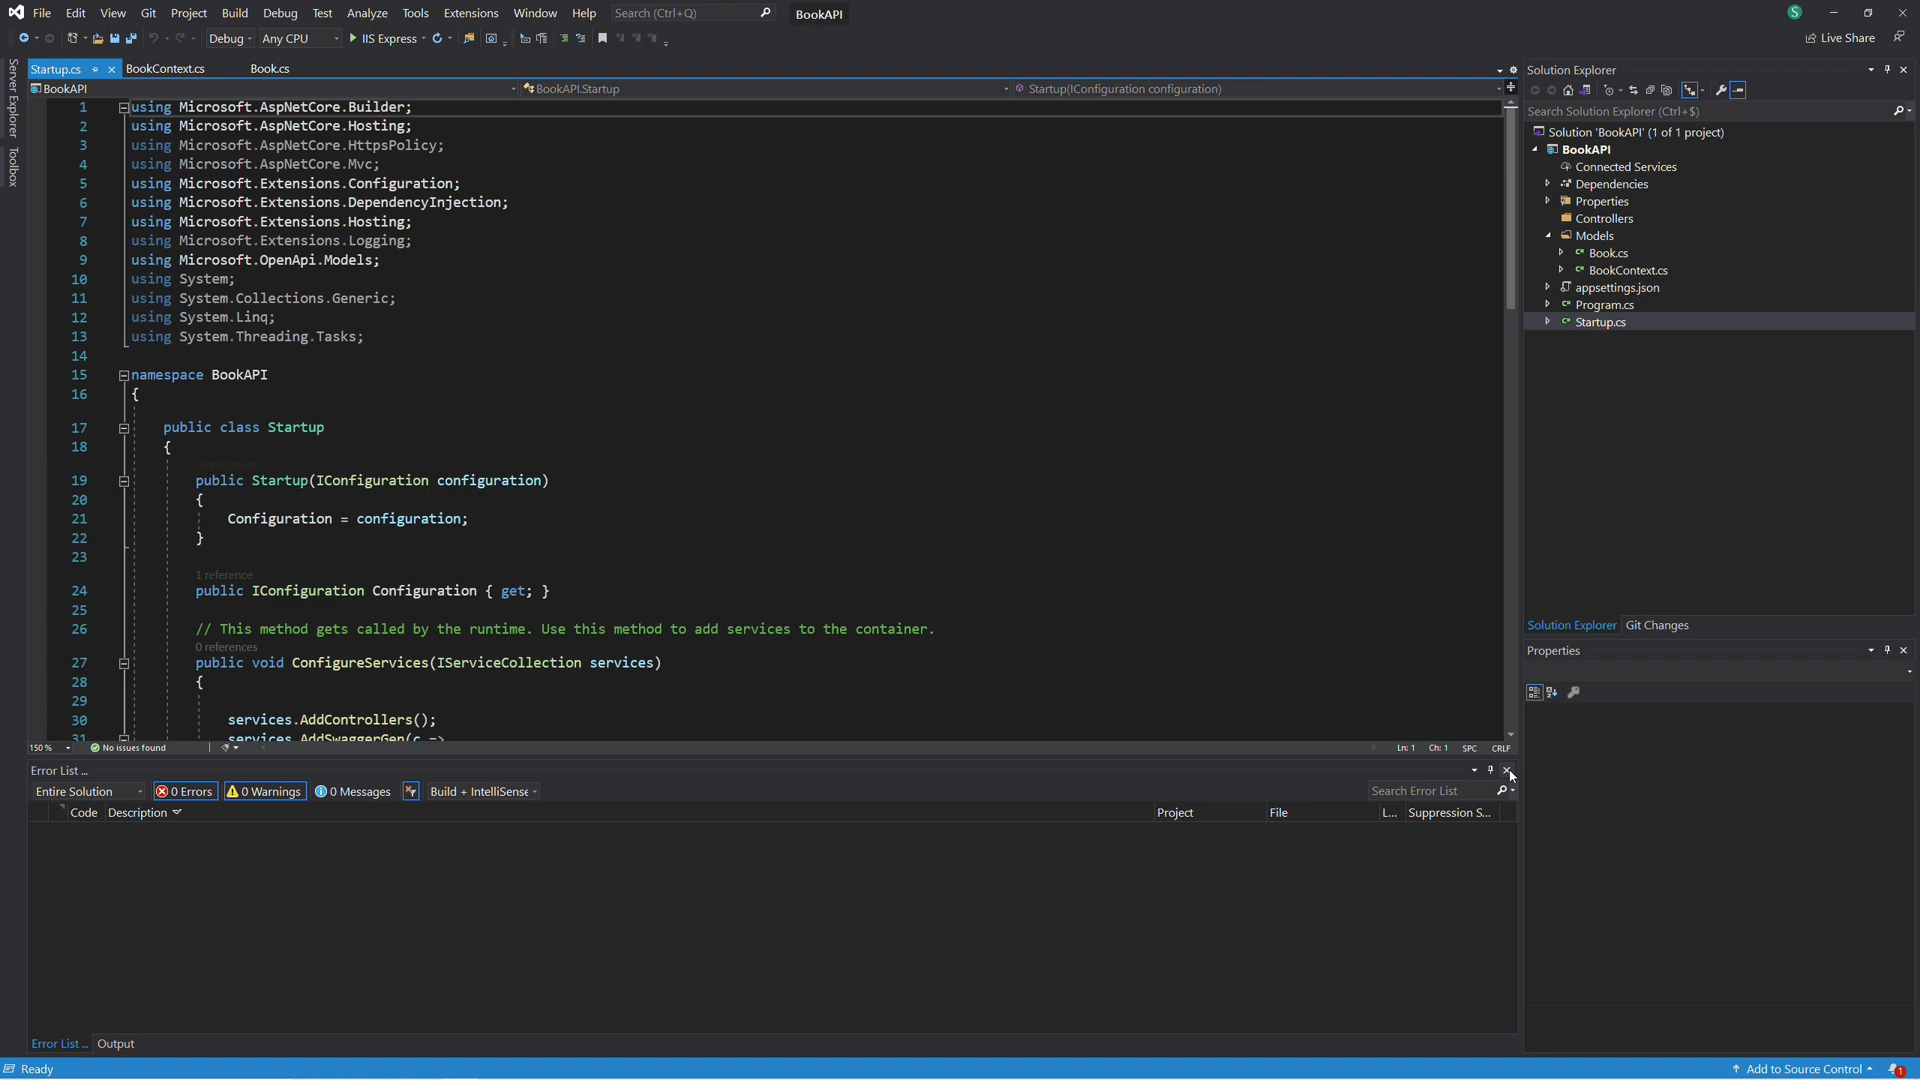 File Edit View Git Project Build Debug Test Analyze Tools Extensions Window Help Search (Ctrl+Q) BookAPI S
Debug Any CPU IIS Express Live Share
Server Explorer
Toolbox
Startup.cs BookContext.cs Book.cs
BookAPI BookAPI.Startup Startup(IConfiguration configuration)
1 using Microsoft.AspNetCore.Builder;
2 using Microsoft.AspNetCore.Hosting;
3 using Microsoft.AspNetCore.HttpsPolicy;
4 using Microsoft.AspNetCore.Mvc;
5 using Microsoft.Extensions.Configuration;
6 using Microsoft.Extensions.DependencyInjection;
7 using Microsoft.Extensions.Hosting;
8 using Microsoft.Extensions.Logging;
9 using Microsoft.OpenApi.Models;
10 using System;
11 using System.Collections.Generic;
12 using System.Linq;
13 using System.Threading.Tasks;
14
15 namespace BookAPI
16 {
17 public class Startup
18 {
0 references
19 public Startup(IConfiguration configuration)
20 {
21 Configuration = configuration;
22 }
23
1 reference
24 public IConfiguration Configuration { get; }
25
26 // This method gets called by the runtime. Use this method to add services to the container.
0 references
27 public void ConfigureServices(IServiceCollection services)
28 {
29
30 services.AddControllers();
31 services.AddSwaggerGen(c =>
150 % No issues found Ln: 1 Ch: 1 SPC CRLF
Error List ...
Entire Solution 0 Errors 0 Warnings 0 Messages Build + IntelliSense Search Error List
Code Description Project File L... Suppression S...
Error List ... Output
Solution Explorer
Search Solution Explorer (Ctrl+$)
Solution 'BookAPI' (1 of 1 project)
BookAPI
Connected Services
Dependencies
Properties
Controllers
Models
Book.cs
BookContext.cs
appsettings.json
Program.cs
Startup.cs
Solution Explorer Git Changes
Properties
Ready Add to Source Control 1